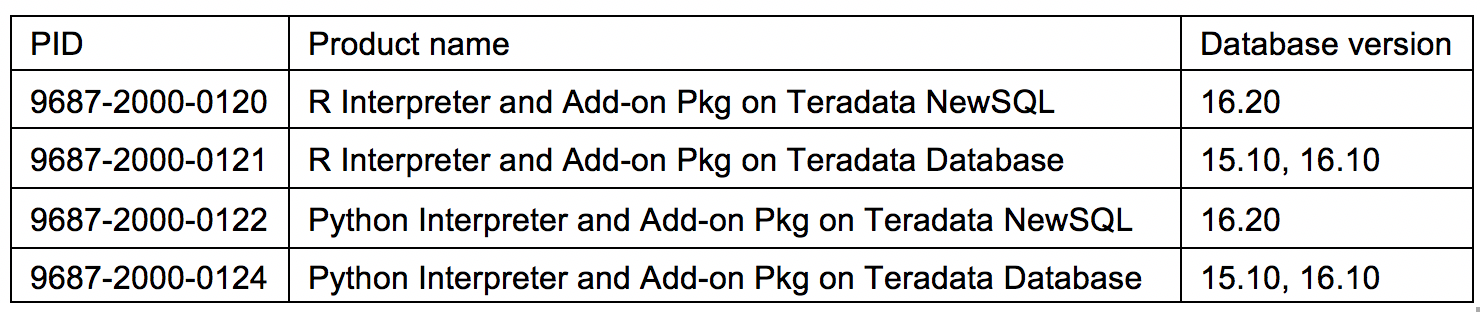 PID Product name Database version
9687-2000-0120 R Interpreter and Add-on Pkg on Teradata NewSQL 16.20
9687-2000-0121 R Interpreter and Add-on Pkg on Teradata Database 15.10, 16.10
9687-2000-0122 Python Interpreter and Add-on Pkg on Teradata NewSQL 16.20
9687-2000-0124 Python Interpreter and Add-on Pkg on Teradata Database 15.10, 16.10